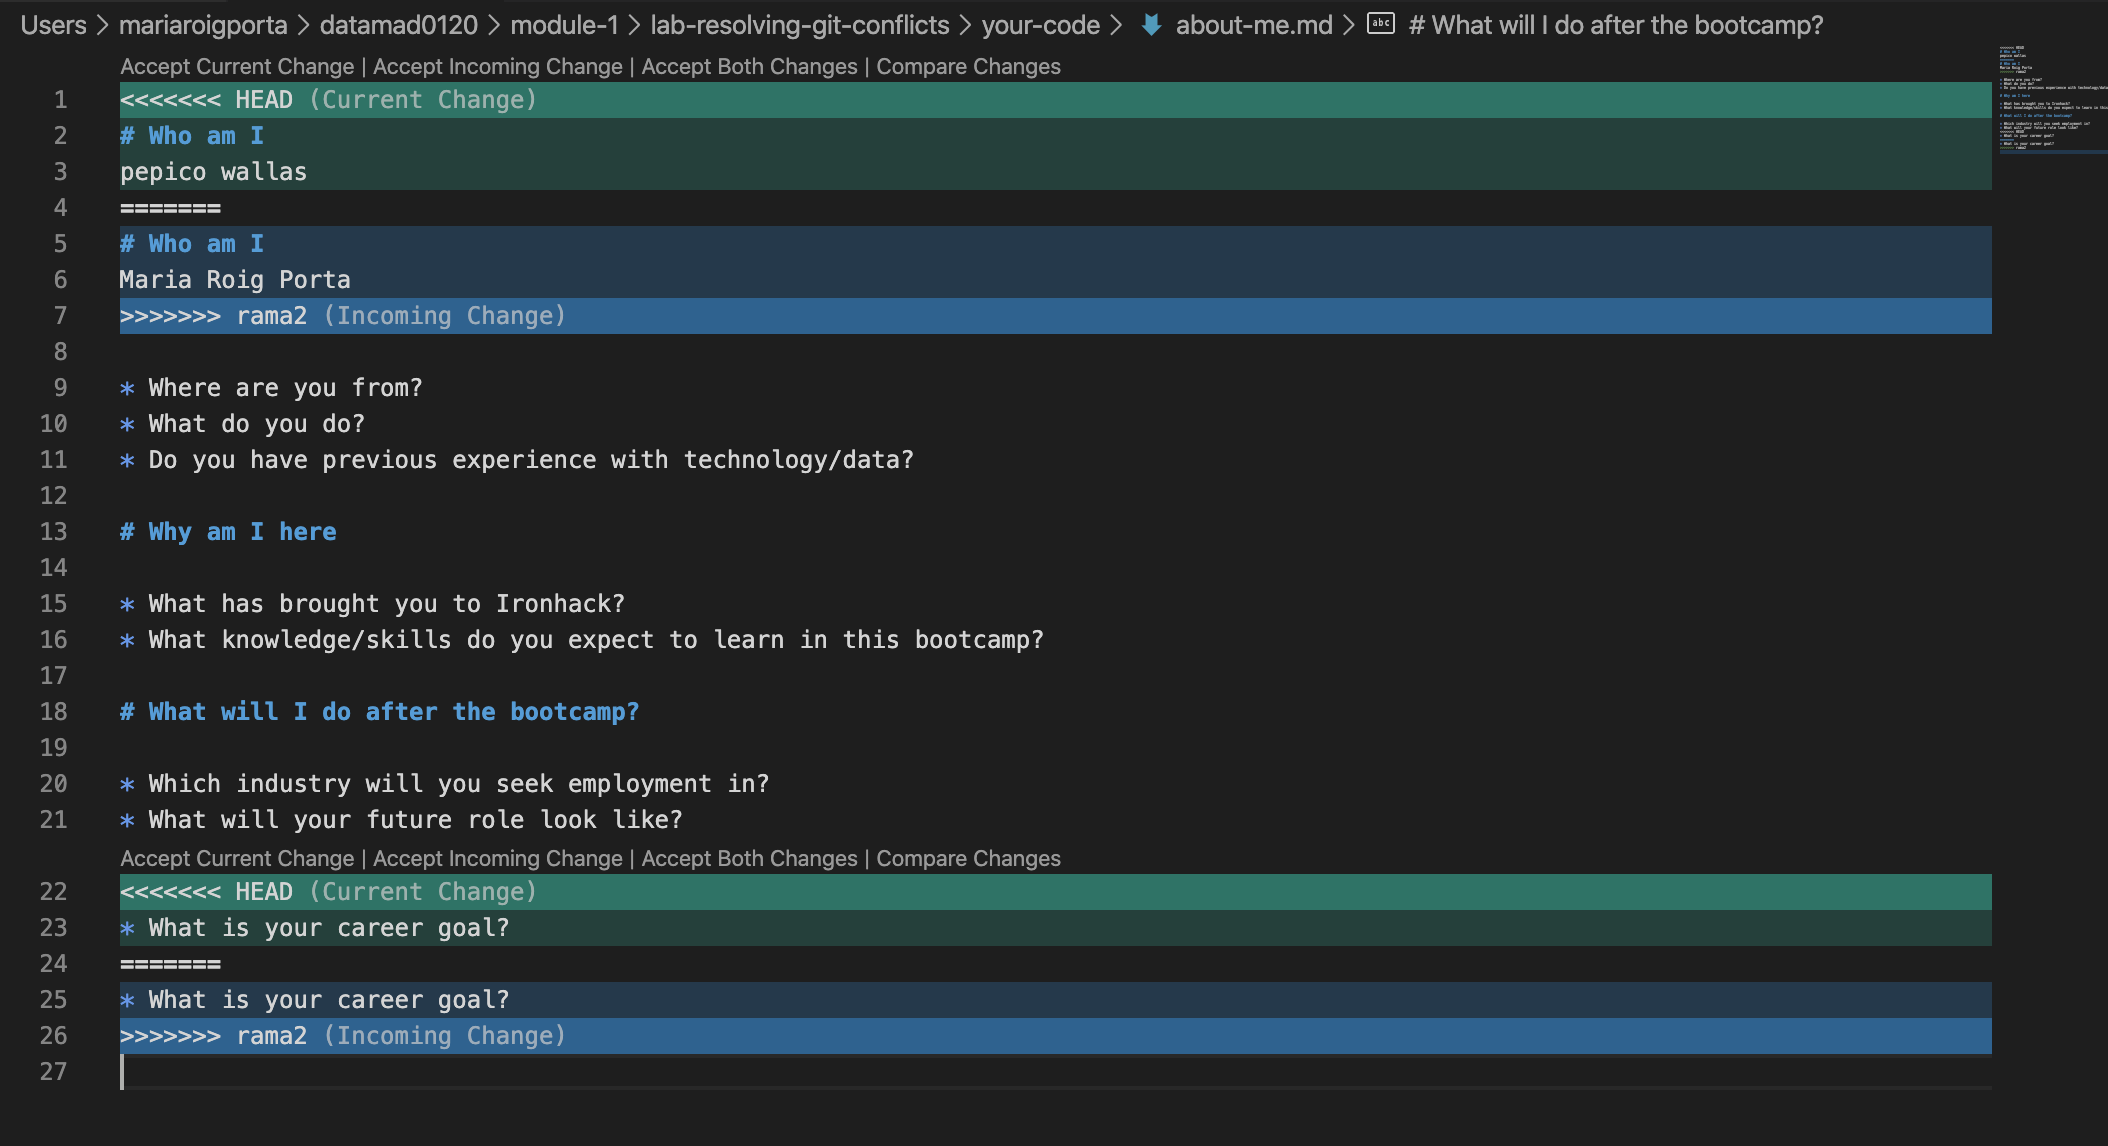 Users > mariaroigporta > datamad0120 > module-1 > lab-resolving-git-conflicts > your-code > about-me.md > abc # What will I do after the bootcamp?
Accept Current Change | Accept Incoming Change | Accept Both Changes | Compare Changes
1 <<<<<<< HEAD (Current Change)
2 # Who am I
3 pepico wallas
4 =======
5 # Who am I
6 Maria Roig Porta
7 >>>>>>> rama2 (Incoming Change)
8
9 * Where are you from?
10 * What do you do?
11 * Do you have previous experience with technology/data?
12
13 # Why am I here
14
15 * What has brought you to Ironhack?
16 * What knowledge/skills do you expect to learn in this bootcamp?
17
18 # What will I do after the bootcamp?
19
20 * Which industry will you seek employment in?
21 * What will your future role look like?
Accept Current Change | Accept Incoming Change | Accept Both Changes | Compare Changes
22 <<<<<<< HEAD (Current Change)
23 * What is your career goal?
24 =======
25 * What is your career goal?
26 >>>>>>> rama2 (Incoming Change)
27